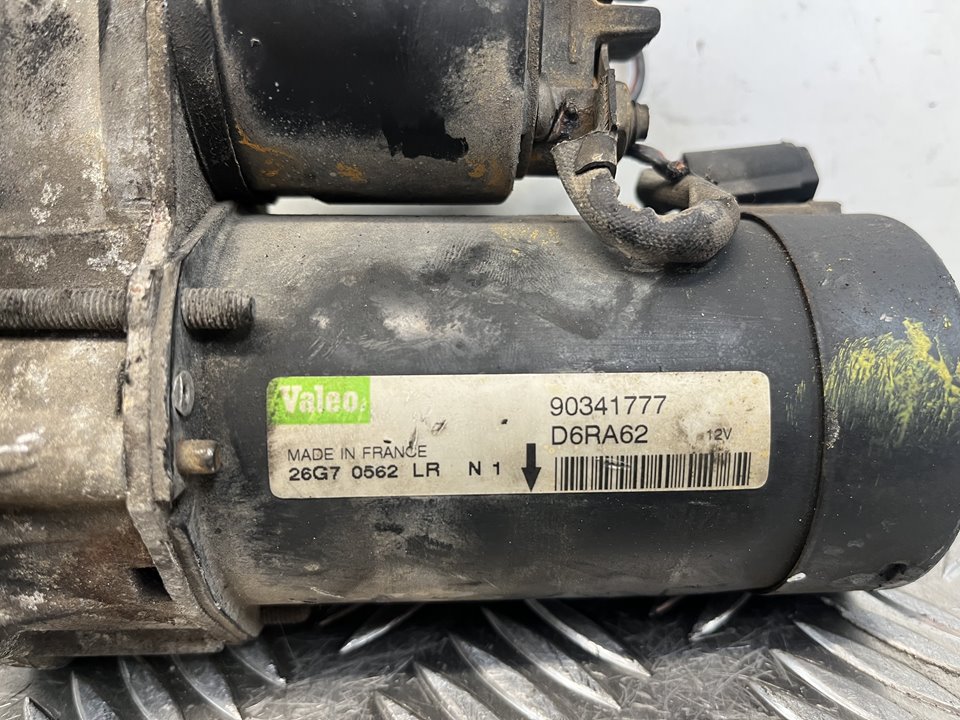 Valeo
90341777
D6RA62 12V
MADE IN FRANCE
26G7 0562 LR N 1